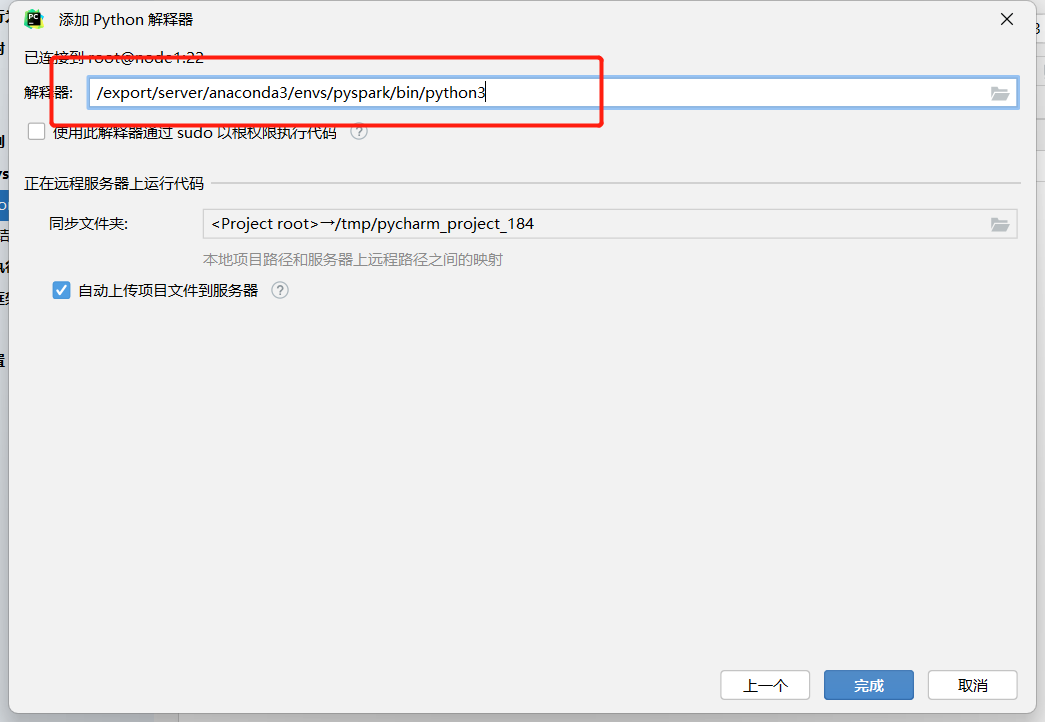 添加 Python 解释器
已连接到 root@node1:22
解释器: /export/server/anaconda3/envs/pyspark/bin/python3
使用此解释器通过 sudo 以根权限执行代码 ?
正在远程服务器上运行代码
同步文件夹: <Project root>→/tmp/pycharm_project_184
本地项目路径和服务器上远程路径之间的映射
自动上传项目文件到服务器 ?
上一个 完成 取消